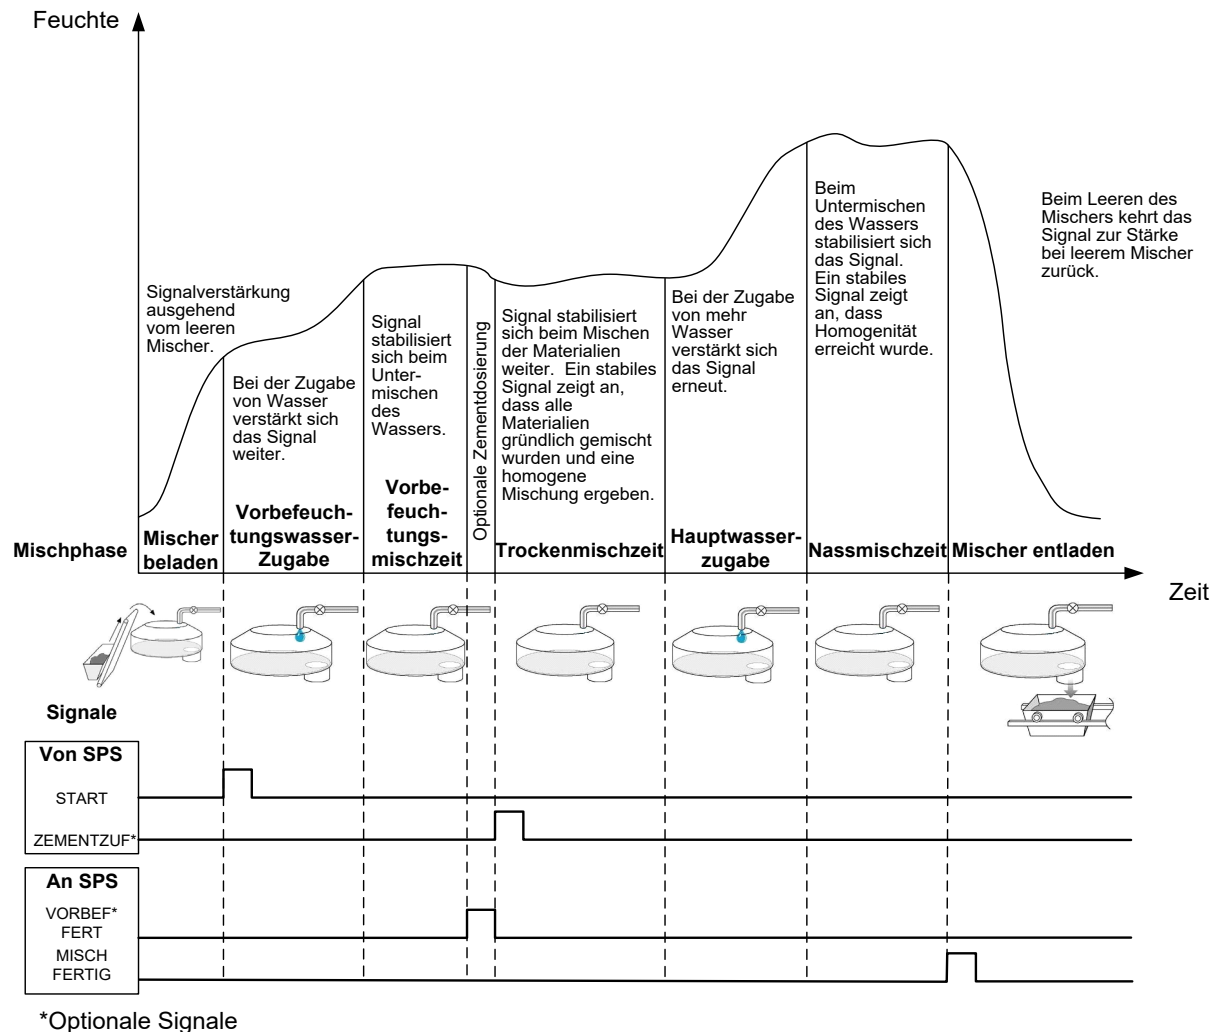 Feuchte
Signalverstärkung
ausgehend
vom leeren
Mischer.
Bei der Zugabe
von Wasser
verstärkt sich
das Signal
weiter.
Signal
stabilisiert
sich beim
Unter-
mischen
des
Wassers.
Optionale Zementdosierung
Signal stabilisiert
sich beim Mischen
der Materialien
weiter.  Ein stabiles
Signal zeigt an,
dass alle
Materialien
gründlich gemischt
wurden und eine
homogene
Mischung ergeben.
Bei der Zugabe
von mehr
Wasser
verstärkt sich
das Signal
erneut.
Beim
Untermischen
des Wassers
stabilisiert sich
das Signal.
Ein stabiles
Signal zeigt
an, dass
Homogenität
erreicht wurde.
Beim Leeren des
Mischers kehrt das
Signal zur Stärke
bei leerem Mischer
zurück.
Mischphase
Mischer
beladen
Vorbefeuch-
tungswasser-
Zugabe
Vorbe-
feuch-
tungs-
mischzeit
Trockenmischzeit
Hauptwasser-
zugabe
Nassmischzeit
Mischer entladen
Zeit
Signale
Von SPS
START
ZEMENTZUF*
An SPS
VORBEF*
FERT
MISCH
FERTIG
*Optionale Signale